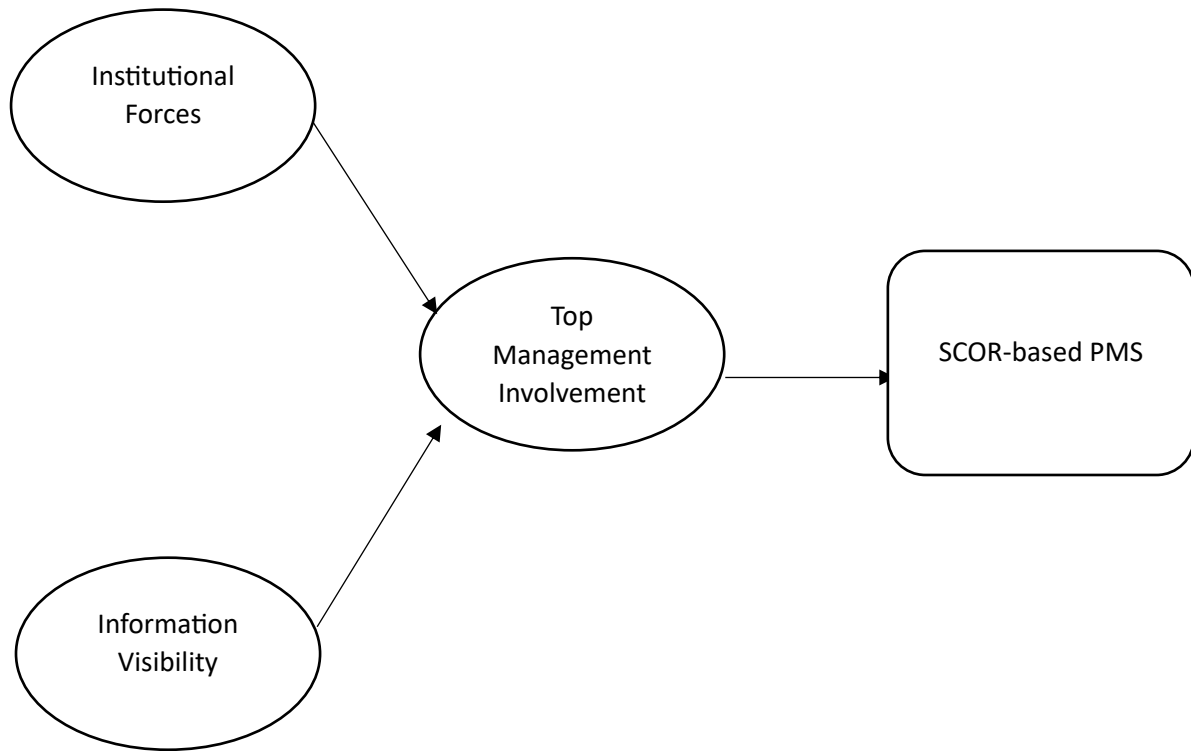 Institutional
Forces
Top
Management
Involvement
SCOR-based PMS
Information
Visibility